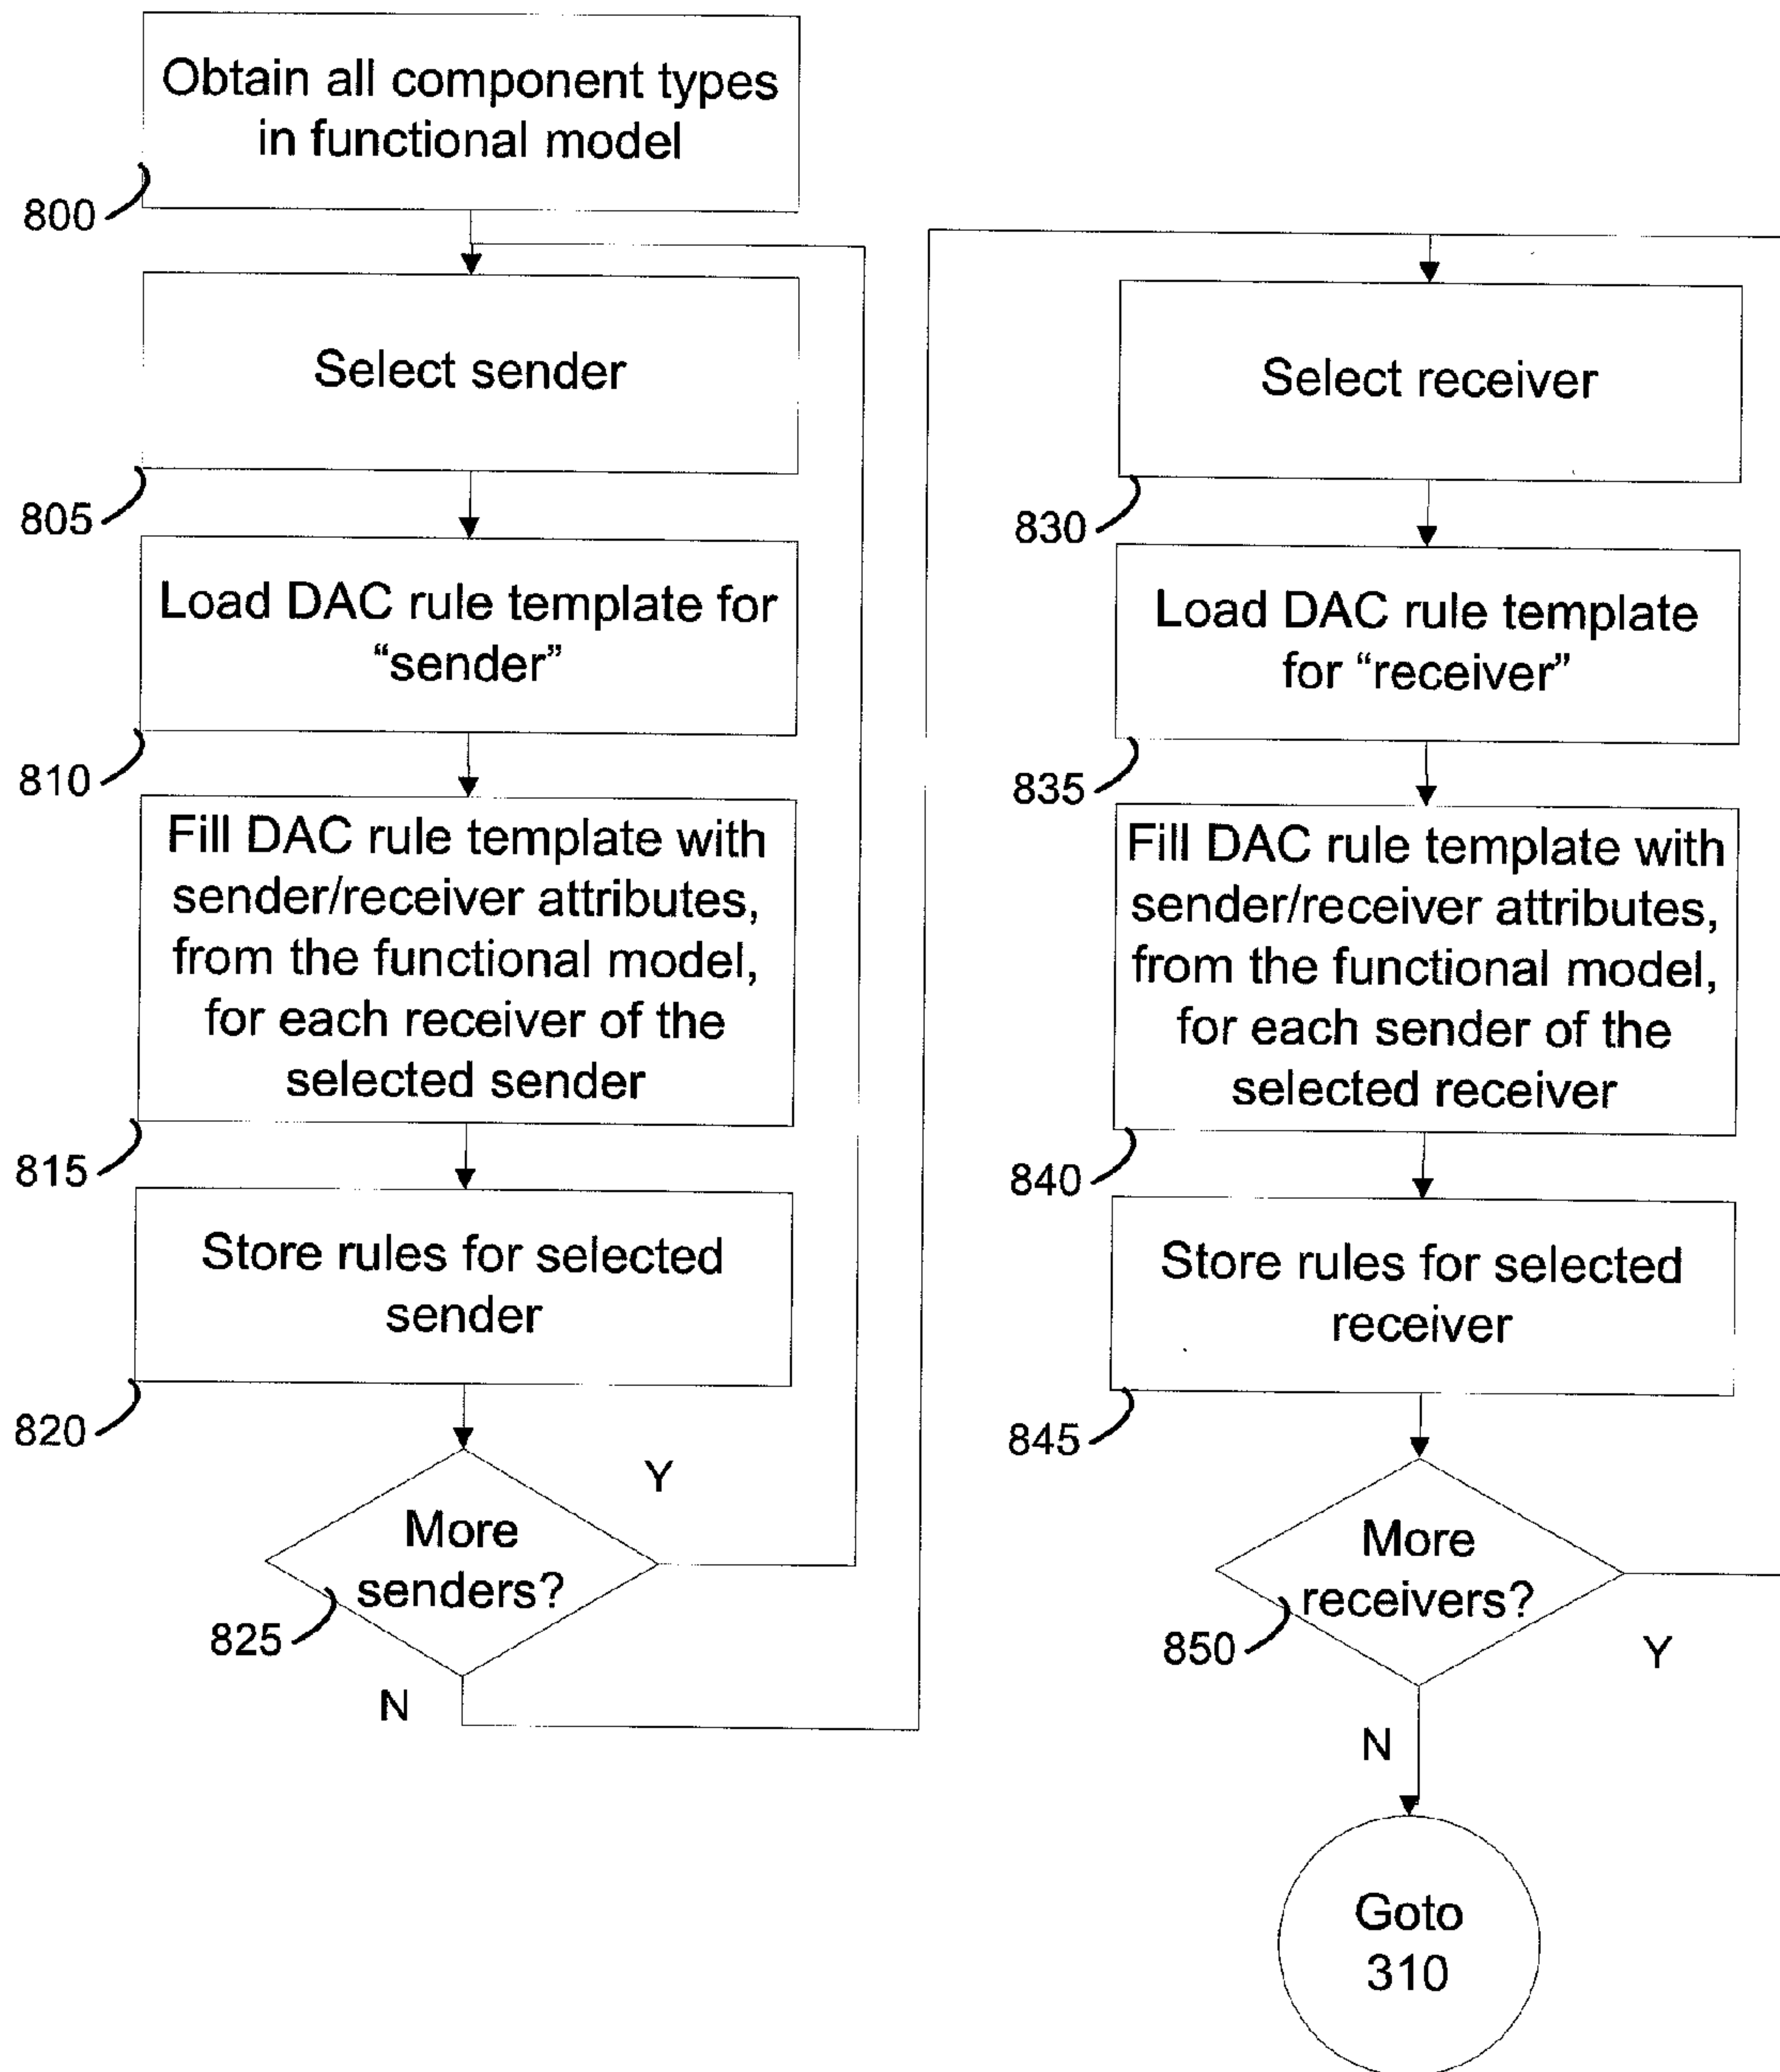 Obtain all component types
in functional model
800
Select sender
805
Load DAC rule template for
“sender”
810
Fill DAC rule template with
sender/receiver attributes,
from the functional model,
for each receiver of the
selected sender
815
Store rules for selected
sender
820
More
senders?
825
Y
N
Select receiver
830
Load DAC rule template
for “receiver”
835
Fill DAC rule template with
sender/receiver attributes,
from the functional model,
for each sender of the
selected receiver
840
Store rules for selected
receiver
845
More
receivers?
850
Y
N
Goto
310